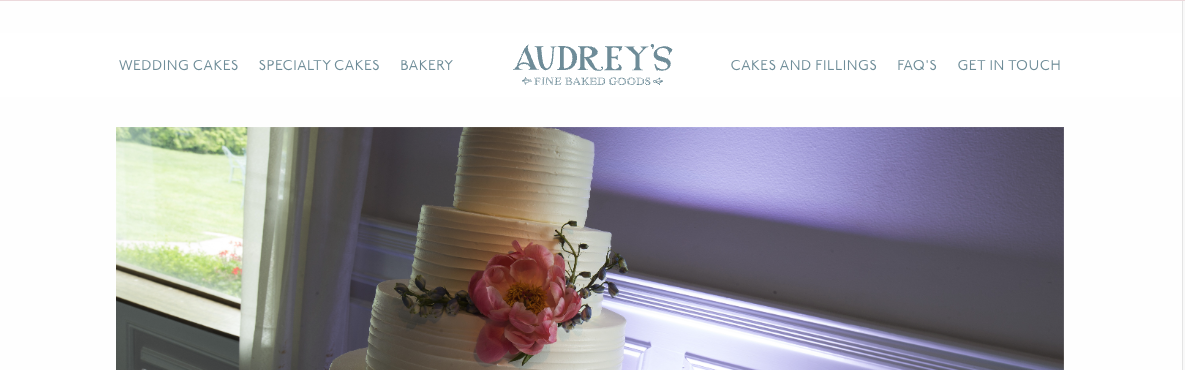 WEDDING CAKES SPECIALTY CAKES BAKERY
AUDREY'S
FINE BAKED GOODS
CAKES AND FILLINGS FAQ'S GET IN TOUCH